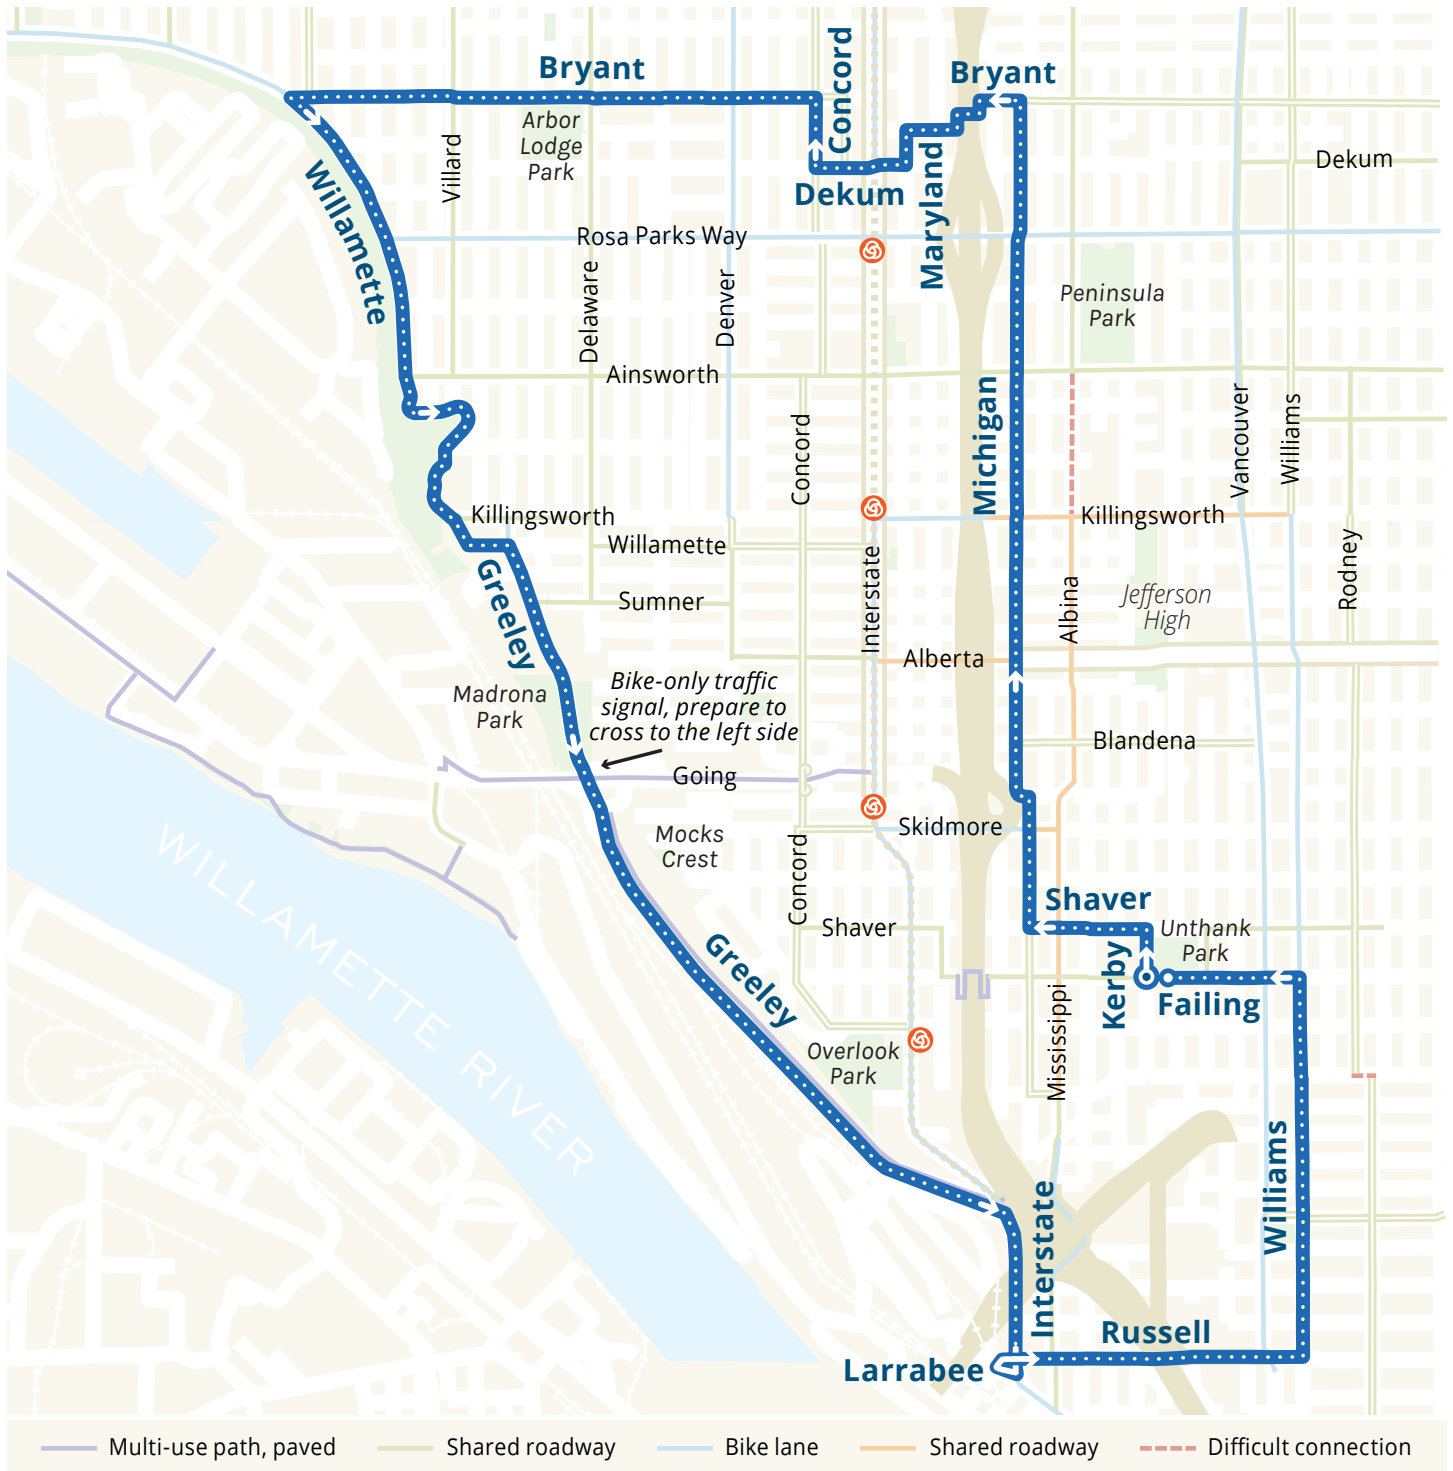 Bryant
Concord
Bryant
Arbor
Lodge
Park
Villard
Dekum
Dekum
Maryland
Willamette
Rosa Parks Way
Delaware
Denver
Peninsula
Park
Ainsworth
Concord
Michigan
Vancouver
Williams
Killingsworth
Killingsworth
Willamette
Interstate
Rodney
Greeley
Sumner
Albina
Jefferson
High
Alberta
Madrona
Park
Bike-only traffic
signal, prepare to
cross to the left side
Blandena
Going
Mocks
Crest
Skidmore
Concord
WILLAMETTE RIVER
Shaver
Shaver
Unthank
Park
Kerby
Failing
Greeley
Mississippi
Overlook
Park
Williams
Interstate
Russell
Larrabee
Multi-use path, paved
Shared roadway
Bike lane
Shared roadway
Difficult connection